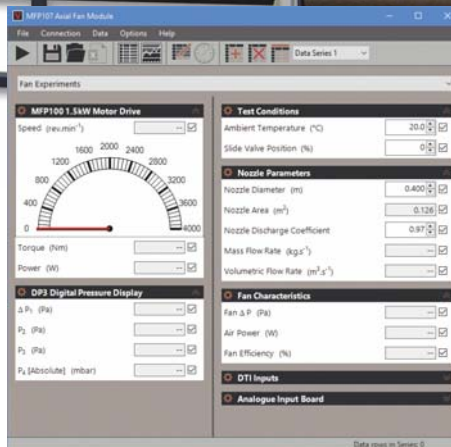 MFP107 Axial Fan Module
File Connection Data Options Help
Data Series 1
Fan Experiments
MFP100 1.5kW Motor Drive
Speed (rev.min⁻¹) --
0 400 800 1200 1600 2000 2400 2800 3200 3600 4000
Torque (Nm) --
Power (W) --
DP3 Digital Pressure Display
Δ P₁ (Pa) --
P₂ (Pa) --
P₃ (Pa) --
P₄ [Absolute] (mbar) --
Test Conditions
Ambient Temperature (°C) 20.0
Slide Valve Position (%) 0
Nozzle Parameters
Nozzle Diameter (m) 0.400
Nozzle Area (m²) 0.126
Nozzle Discharge Coefficient 0.97
Mass Flow Rate (kg.s⁻¹) --
Volumetric Flow Rate (m³.s⁻¹) --
Fan Characteristics
Fan Δ P (Pa) --
Air Power (W) --
Fan Efficiency (%) --
DTI Inputs
Analogue Input Board
Data rows in Series: 0